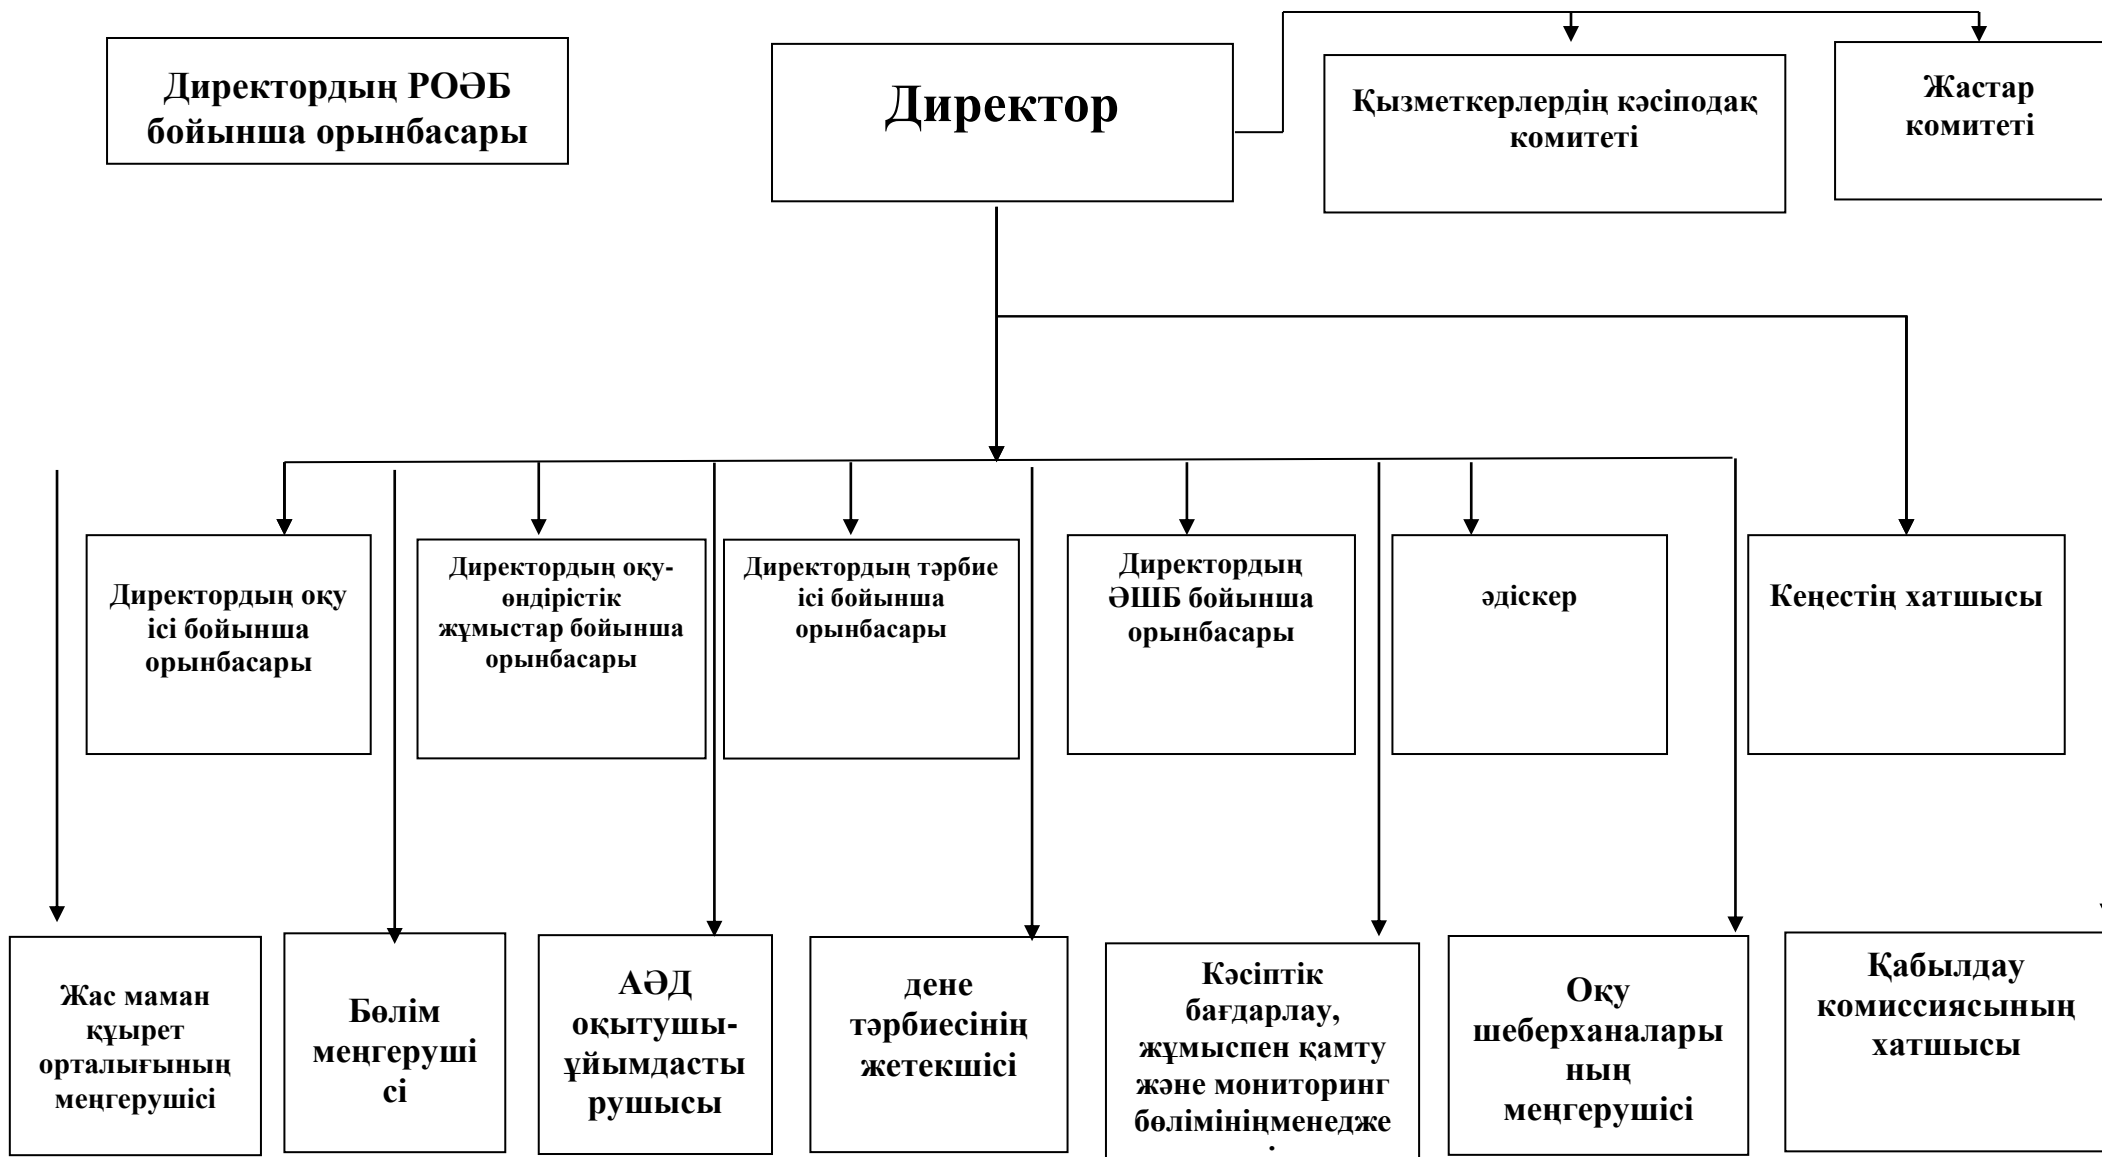 Директордың РОӘБ
бойынша орынбасары
Директор
Қызметкерлердің кәсіподақ
комитеті
Жастар
комитеті
Директордың оқу
ісі бойынша
орынбасары
Директордың оқу-
өндірістік
жұмыстар бойынша
орынбасары
Директордың тәрбие
ісі бойынша
орынбасары
Директордың
ӘШБ бойынша
орынбасары
әдіскер
Кеңестің хатшысы
Жас маман
құырет
орталығының
меңгерушісі
Бөлім
меңгеруші
сі
АӘД
оқытушы-
ұйымдасты
рушысы
дене
тәрбиесінің
жетекшісі
Кәсіптік
бағдарлау,
жұмыспен қамту
және мониторинг
бөлімініңменедже
Оқу
шеберханалары
ның
меңгерушісі
Қабылдау
комиссиясының
хатшысы